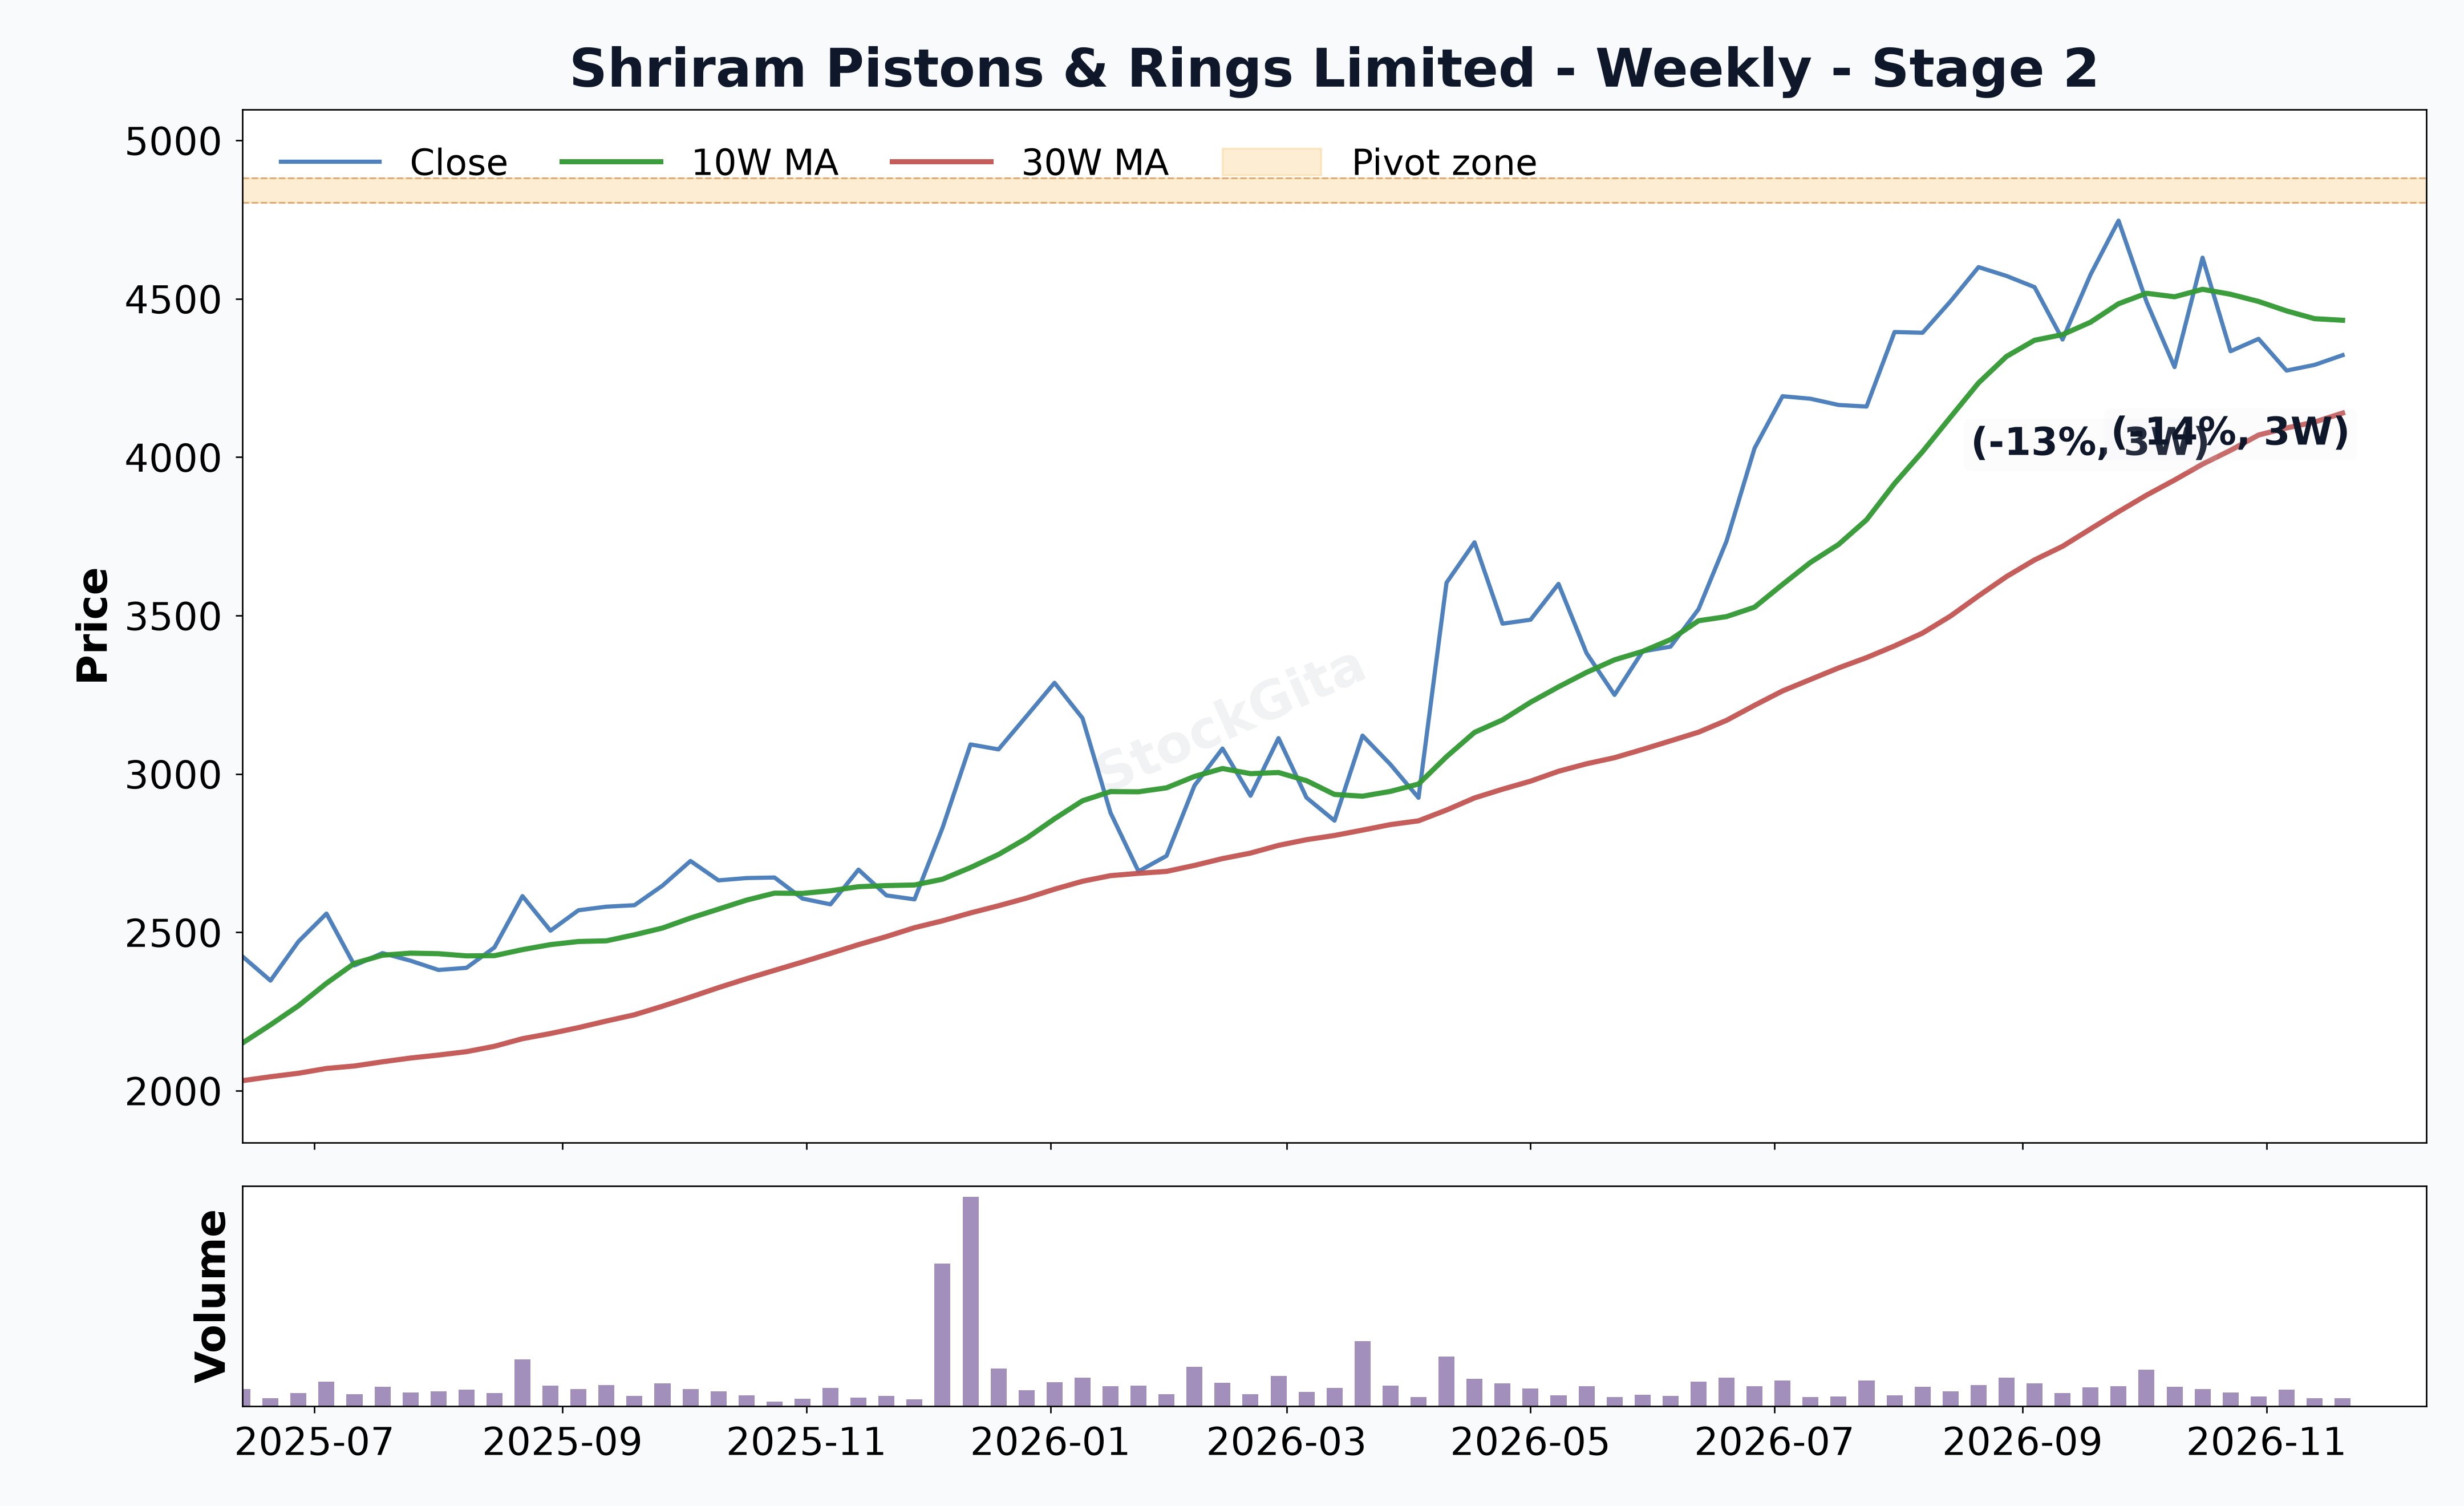 Shriram Pistons & Rings Limited - Weekly - Stage 2
Close 10W MA 30W MA Pivot zone
5000
4500
4000
3500
3000
2500
2000
Price
(-13%, 3W)
(-14%, 3W)
StockGita
Volume
2025-07 2025-09 2025-11 2026-01 2026-03 2026-05 2026-07 2026-09 2026-11